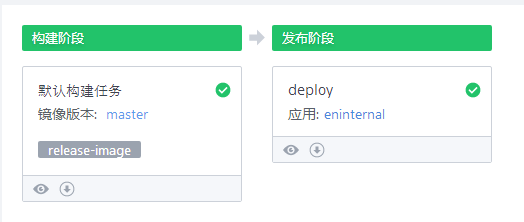 构建阶段
发布阶段
默认构建任务
镜像版本: master
release-image
deploy
应用: eninternal